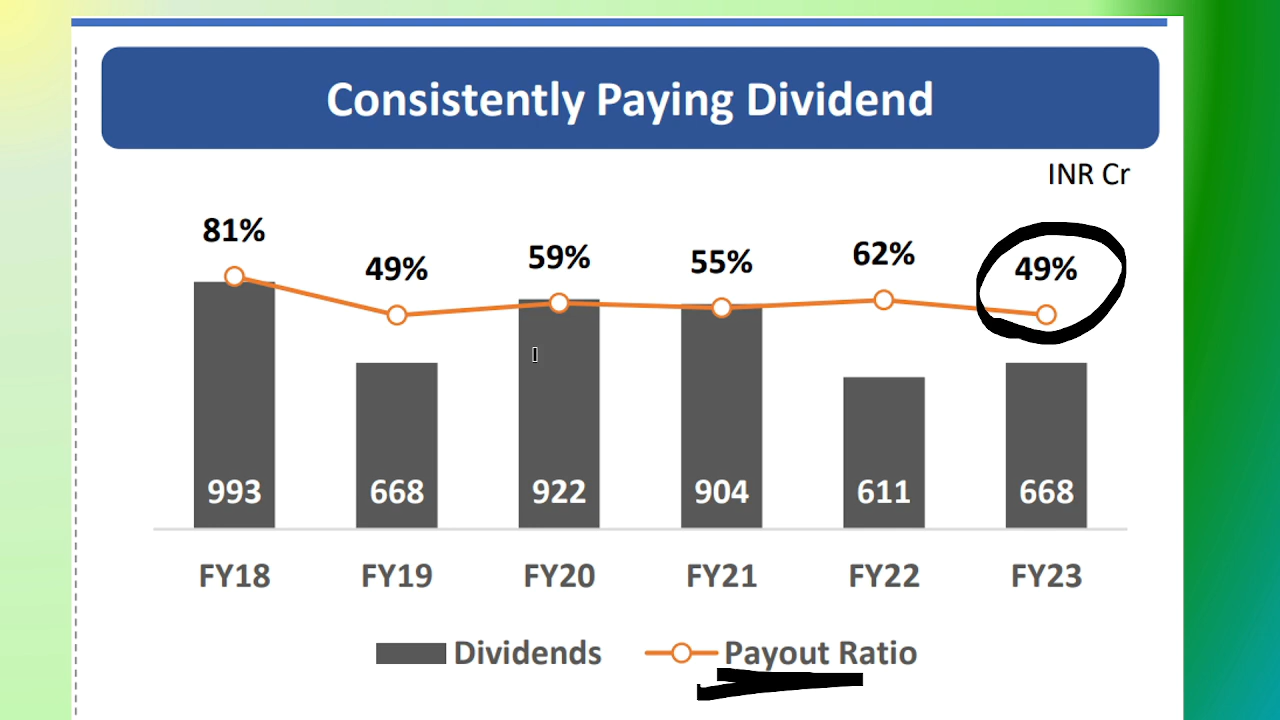 Consistently Paying Dividend
INR Cr
81% 49% 59% 55% 62% 49%
993 668 922 904 611 668
FY18 FY19 FY20 FY21 FY22 FY23
Dividends Payout Ratio